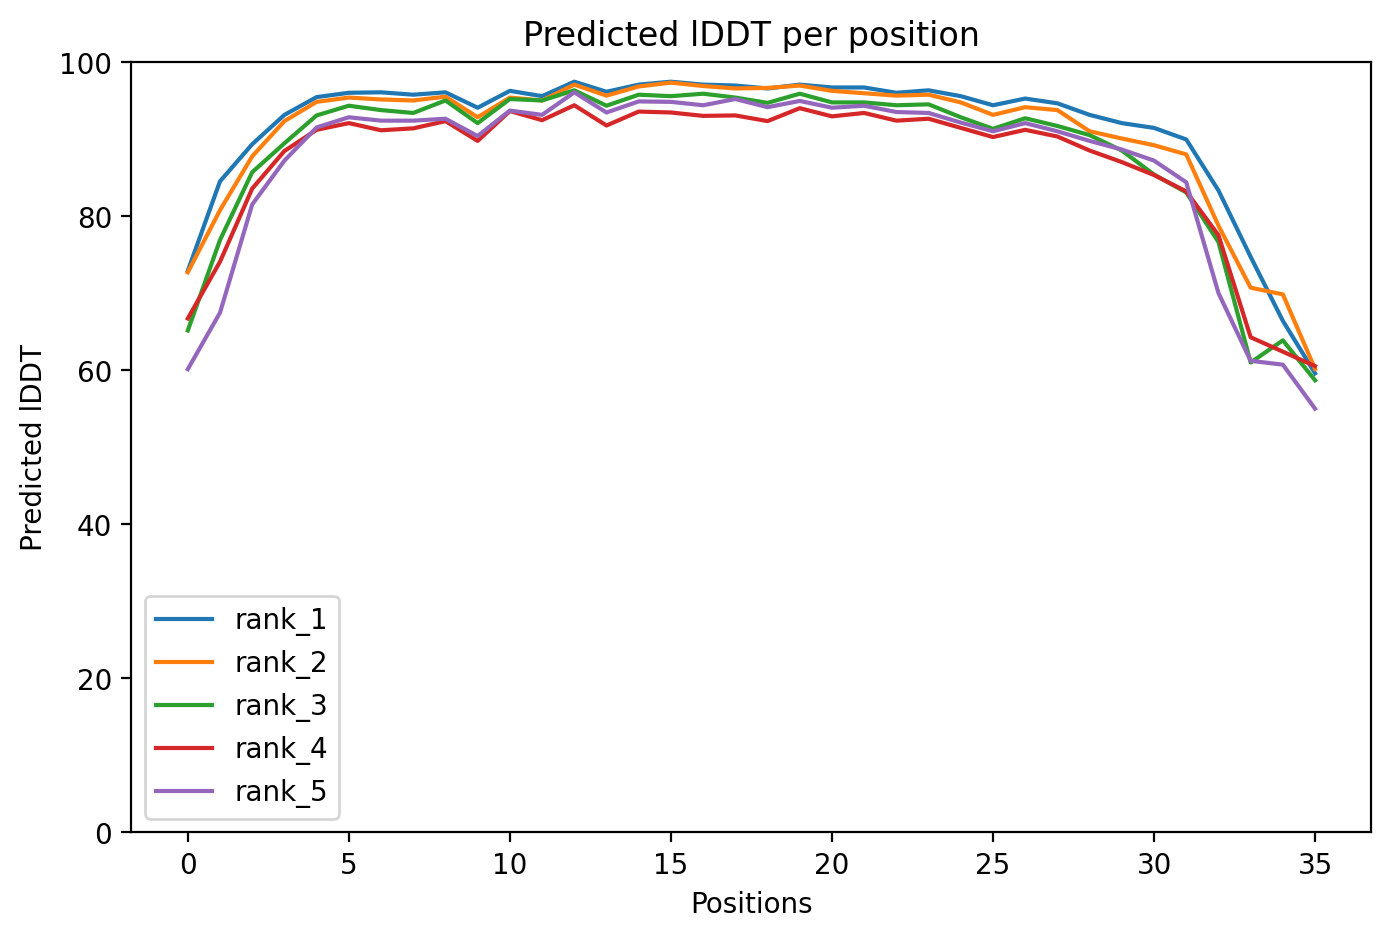 Predicted lDDT per position
100
80
60
40
20
0
Predicted lDDT
rank_1
rank_2
rank_3
rank_4
rank_5
0 5 10 15 20 25 30 35
Positions